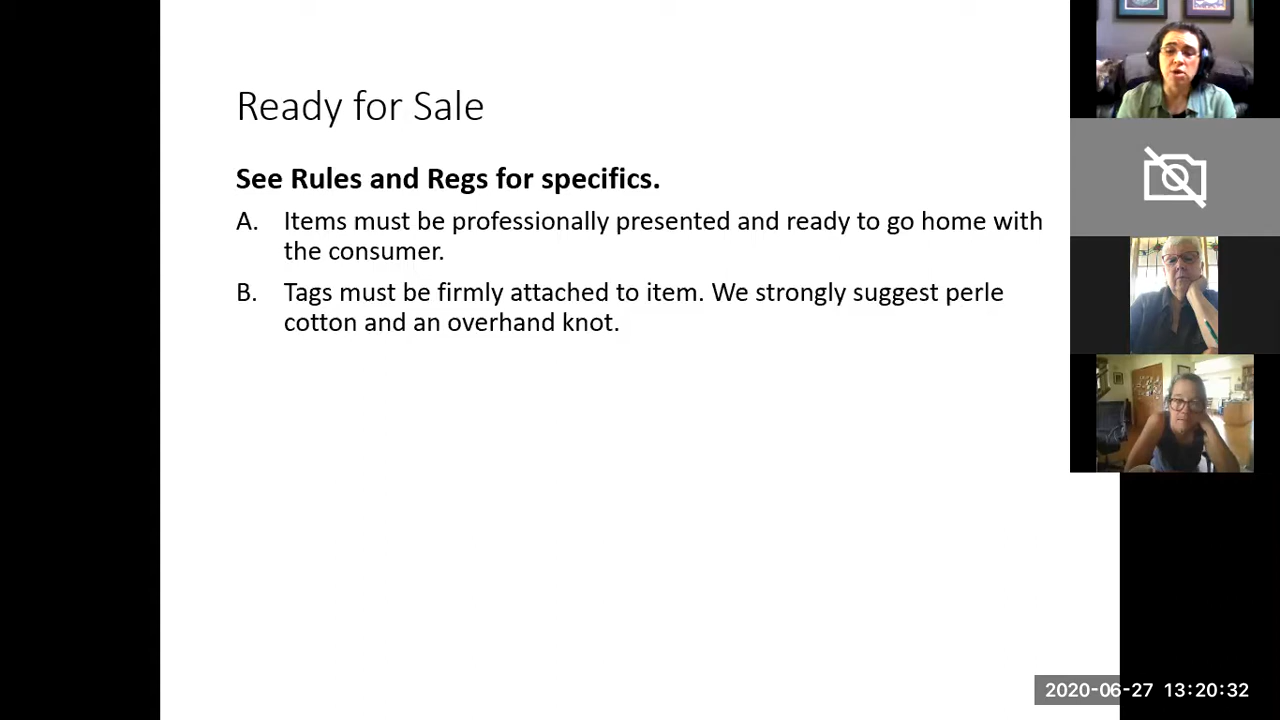 Ready for Sale
See Rules and Regs for specifics.
A. Items must be professionally presented and ready to go home with
the consumer.
B. Tags must be firmly attached to item. We strongly suggest perle
cotton and an overhand knot.
2020-06-27 13:20:32